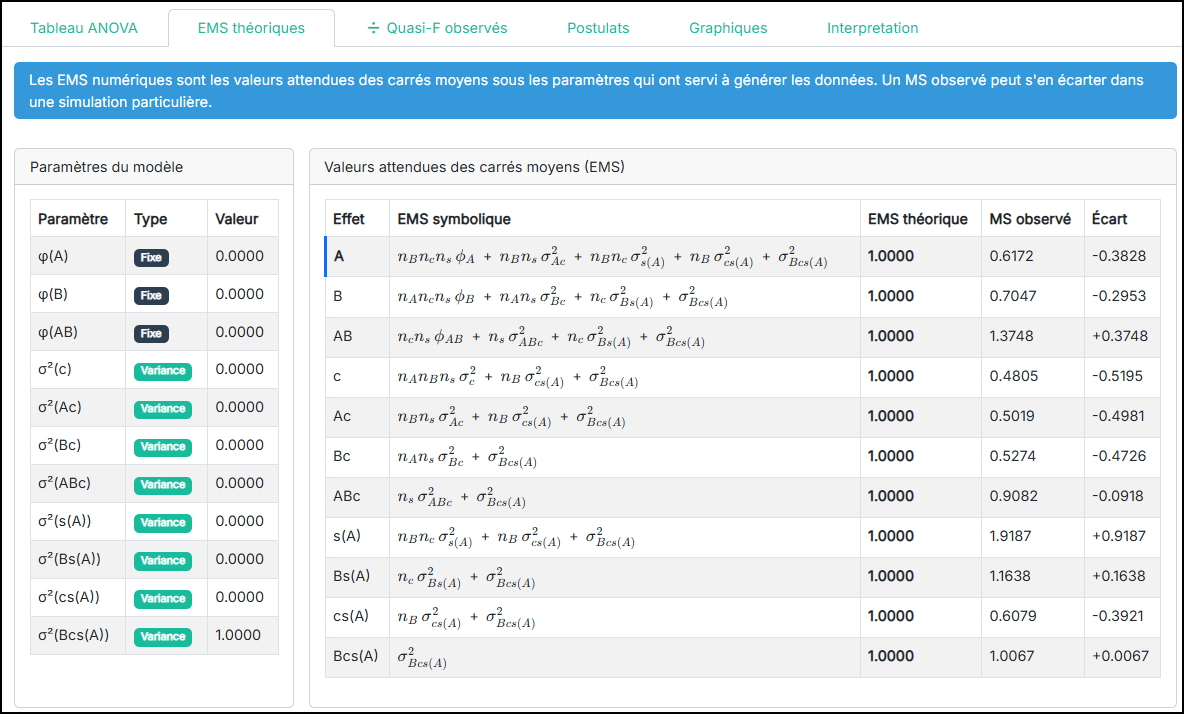 Tableau ANOVA EMS théoriques ÷ Quasi-F observés Postulats Graphiques Interpretation
Les EMS numériques sont les valeurs attendues des carrés moyens sous les paramètres qui ont servi à générer les données. Un MS observé peut s'en écarter dans
une simulation particulière.
Paramètres du modèle
Paramètre Type Valeur
φ(A) Fixe 0.0000
φ(B) Fixe 0.0000
φ(AB) Fixe 0.0000
σ²(c) Variance 0.0000
σ²(Ac) Variance 0.0000
σ²(Bc) Variance 0.0000
σ²(ABc) Variance 0.0000
σ²(s(A)) Variance 0.0000
σ²(Bs(A)) Variance 0.0000
σ²(cs(A)) Variance 0.0000
σ²(Bcs(A)) Variance 1.0000
Valeurs attendues des carrés moyens (EMS)
Effet EMS symbolique EMS théorique MS observé Écart
A n_B n_c n_s ϕ_A + n_B n_s σ²_Ac + n_B n_c σ²_s(A) + n_B σ²_cs(A) + σ²_Bcs(A) 1.0000 0.6172 -0.3828
B n_A n_c n_s ϕ_B + n_A n_s σ²_Bc + n_c σ²_Bs(A) + σ²_Bcs(A) 1.0000 0.7047 -0.2953
AB n_c n_s ϕ_AB + n_s σ²_ABc + n_c σ²_Bs(A) + σ²_Bcs(A) 1.0000 1.3748 +0.3748
c n_A n_B n_s σ²_c + n_B σ²_cs(A) + σ²_Bcs(A) 1.0000 0.4805 -0.5195
Ac n_B n_s σ²_Ac + n_B σ²_cs(A) + σ²_Bcs(A) 1.0000 0.5019 -0.4981
Bc n_A n_s σ²_Bc + σ²_Bcs(A) 1.0000 0.5274 -0.4726
ABc n_s σ²_ABc + σ²_Bcs(A) 1.0000 0.9082 -0.0918
s(A) n_B n_c σ²_s(A) + n_B σ²_cs(A) + σ²_Bcs(A) 1.0000 1.9187 +0.9187
Bs(A) n_c σ²_Bs(A) + σ²_Bcs(A) 1.0000 1.1638 +0.1638
cs(A) n_B σ²_cs(A) + σ²_Bcs(A) 1.0000 0.6079 -0.3921
Bcs(A) σ²_Bcs(A) 1.0000 1.0067 +0.0067